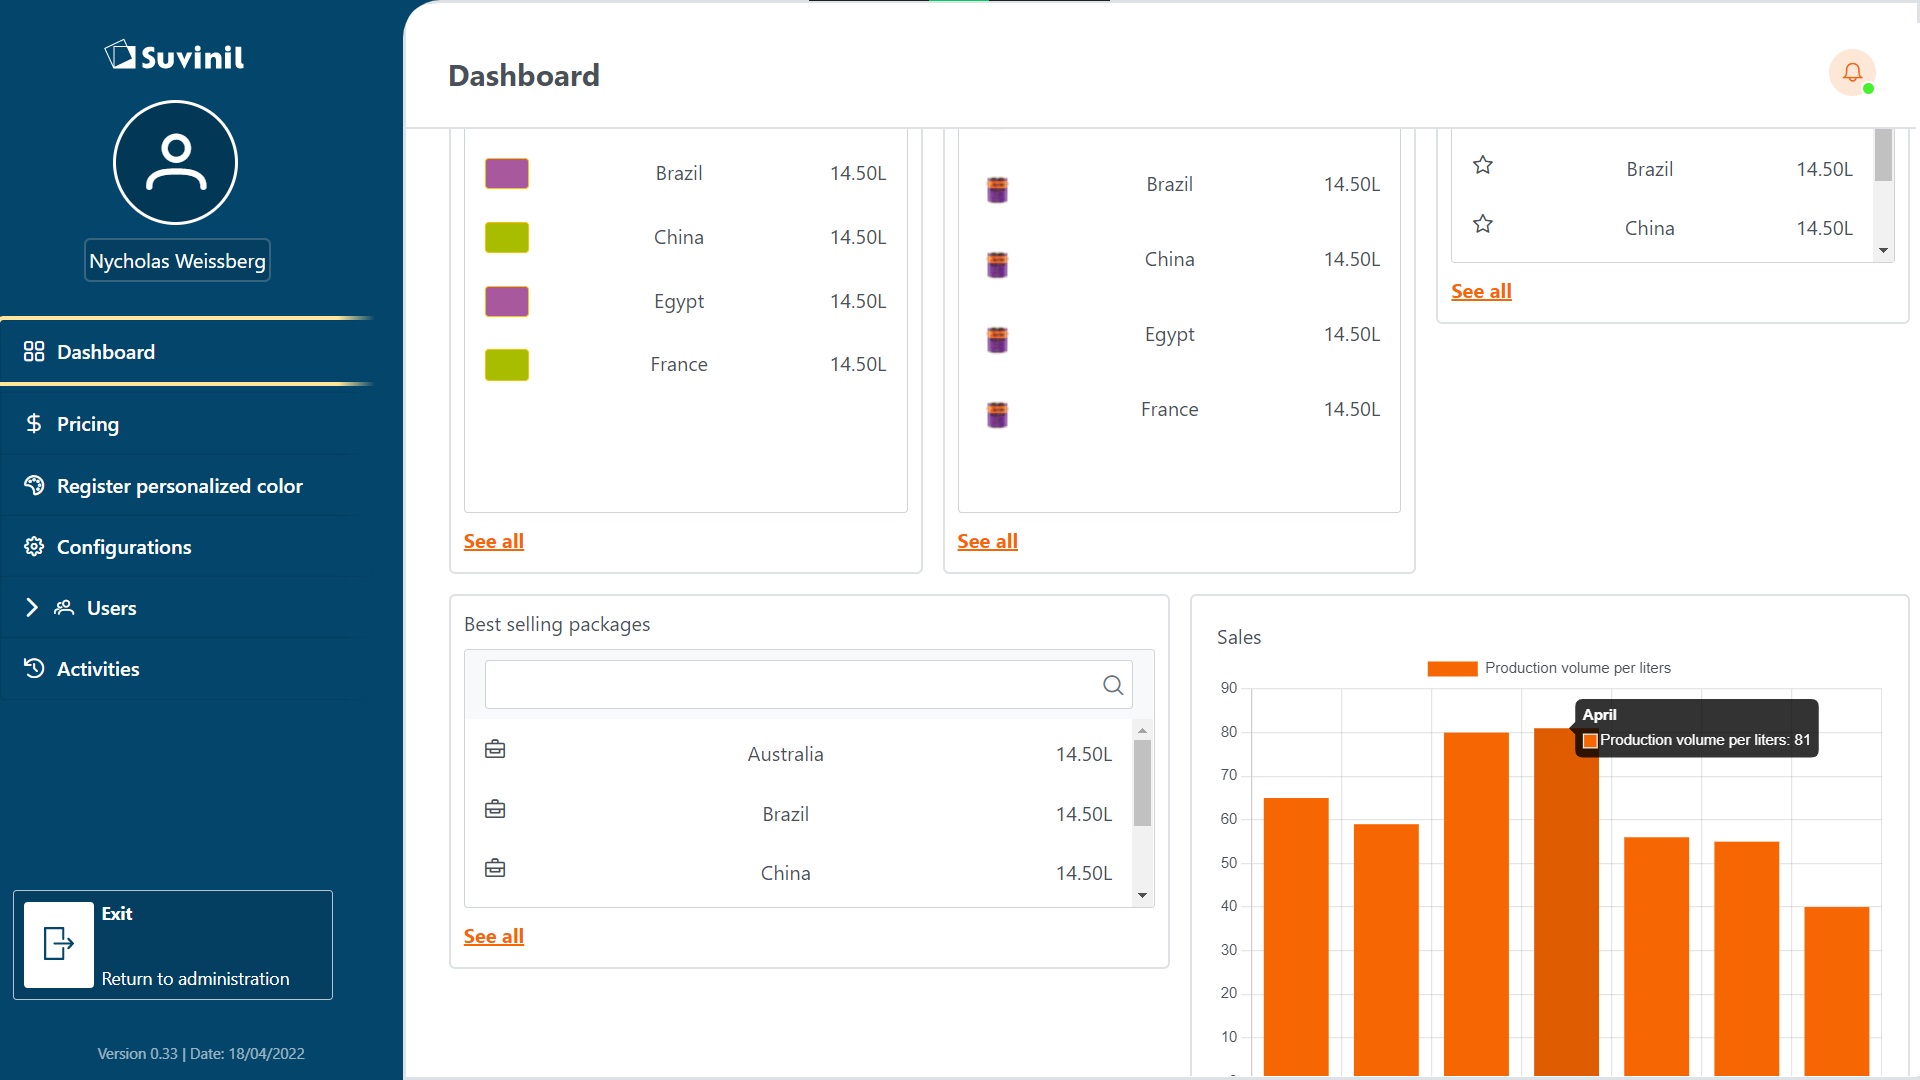 Suvinil
Nycholas Weissberg
Dashboard
Pricing
Register personalized color
Configurations
Users
Activities
Exit
Return to administration
Version 0.33 | Date: 18/04/2022
Dashboard
Brazil 14.50L
China 14.50L
Egypt 14.50L
France 14.50L
See all
Brazil 14.50L
China 14.50L
Egypt 14.50L
France 14.50L
See all
Brazil 14.50L
China 14.50L
See all
Best selling packages
Australia 14.50L
Brazil 14.50L
China 14.50L
See all
Sales
Production volume per liters
90
80
70
60
50
40
30
20
10
April
Production volume per liters: 81